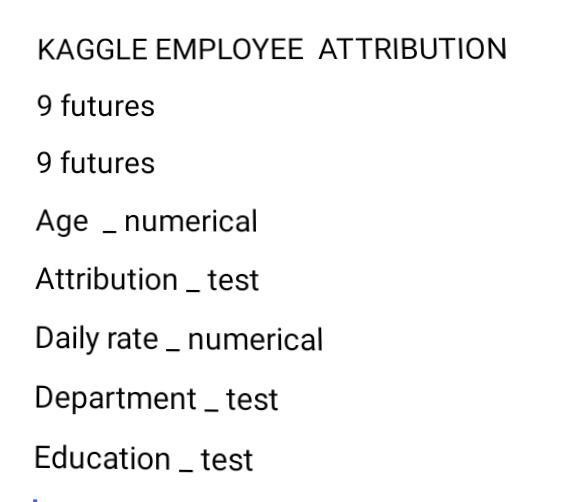 KAGGLE EMPLOYEE ATTRIBUTION
9 futures
9 futures
Age _ numerical
Attribution _ test
Daily rate _ numerical
Department _ test
Education _ test